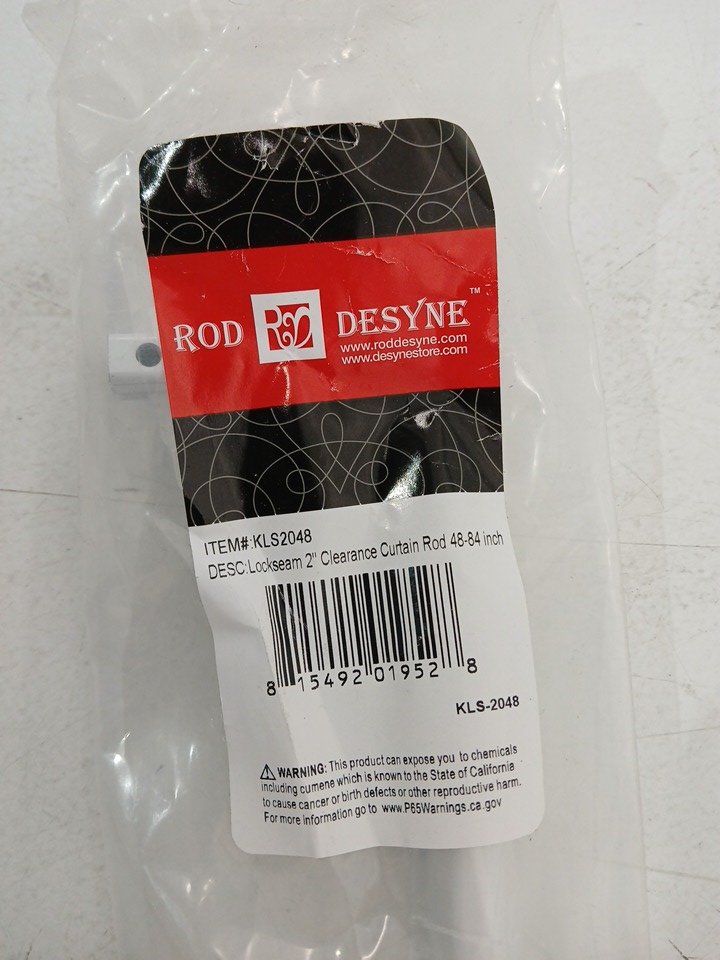 ROD RD DESYNE™
www.roddesyne.com
www.desynestore.com
ITEM#:KLS2048
DESC:Lockseam 2" Clearance Curtain Rod 48-84 inch
8 15492 01952 8
KLS-2048
⚠ WARNING: This product can expose you to chemicals
including cumene which is known to the State of California
to cause cancer or birth defects or other reproductive harm.
For more information go to www.P65Warnings.ca.gov